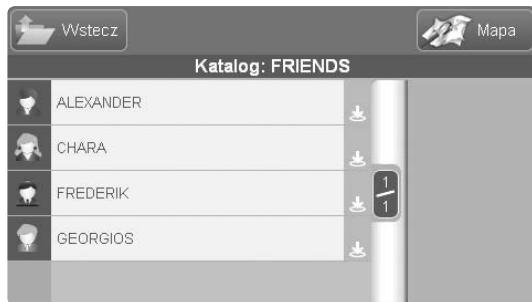 Wstecz
Mapa
Katalog: FRIENDS
ALEXANDER
CHARA
FREDERIK
GEORGIOS
1
1